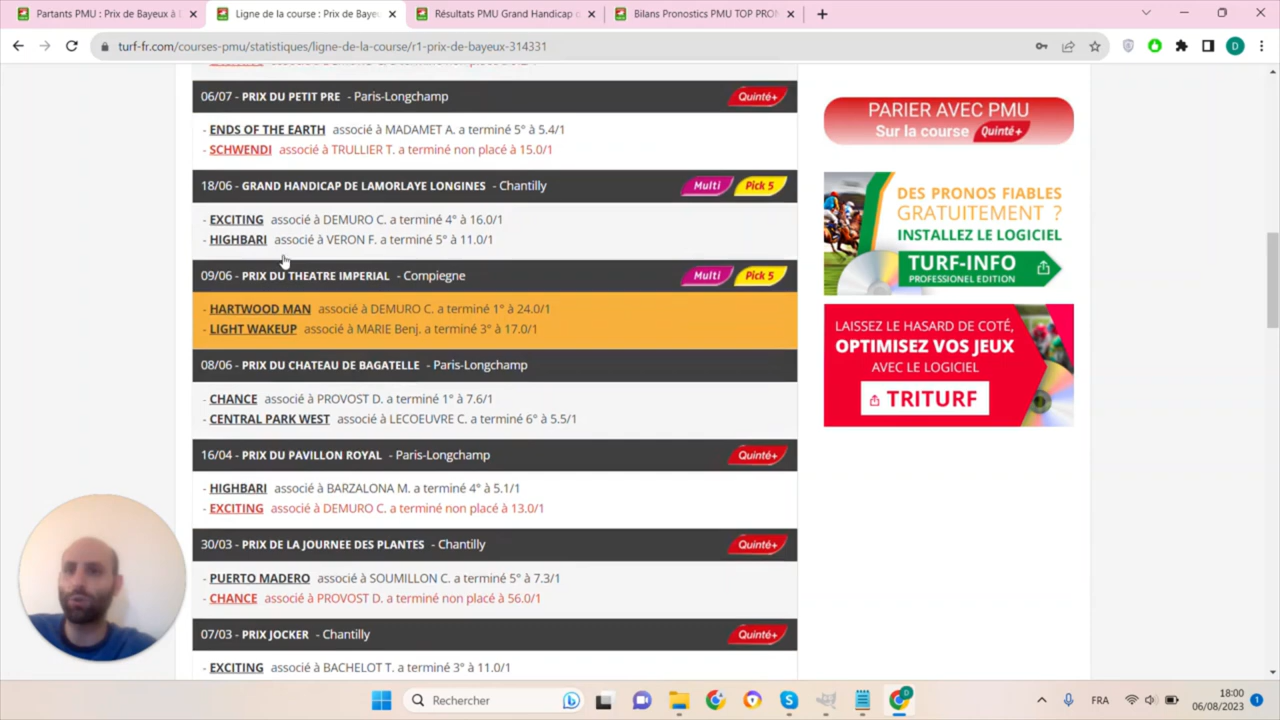 Partants PMU : Prix de Bayeux à
Ligne de la course : Prix de Baye
Résultats PMU Grand Handicap
Bilans Pronostics PMU TOP PRO
turf-fr.com/courses-pmu/statistiques/ligne-de-la-course/r1-prix-de-bayeux-314331
D
06/07 - PRIX DU PETIT PRE - Paris-Longchamp Quinté+
- ENDS OF THE EARTH associé à MADAMET A. a terminé 5° à 5.4/1
- SCHWENDI associé à TRULLIER T. a terminé non placé à 15.0/1
18/06 - GRAND HANDICAP DE LAMORLAYE LONGINES - Chantilly Multi Pick 5
- EXCITING associé à DEMURO C. a terminé 4° à 16.0/1
- HIGHBARI associé à VERON F. a terminé 5° à 11.0/1
09/06 - PRIX DU THEATRE IMPERIAL - Compiegne Multi Pick 5
- HARTWOOD MAN associé à DEMURO C. a terminé 1° à 24.0/1
- LIGHT WAKEUP associé à MARIE Benj. a terminé 3° à 17.0/1
08/06 - PRIX DU CHATEAU DE BAGATELLE - Paris-Longchamp
- CHANCE associé à PROVOST D. a terminé 1° à 7.6/1
- CENTRAL PARK WEST associé à LECOEUVRE C. a terminé 6° à 5.5/1
16/04 - PRIX DU PAVILLON ROYAL - Paris-Longchamp Quinté+
- HIGHBARI associé à BARZALONA M. a terminé 4° à 5.1/1
- EXCITING associé à DEMURO C. a terminé non placé à 13.0/1
30/03 - PRIX DE LA JOURNEE DES PLANTES - Chantilly Quinté+
- PUERTO MADERO associé à SOUMILLON C. a terminé 5° à 7.3/1
- CHANCE associé à PROVOST D. a terminé non placé à 56.0/1
07/03 - PRIX JOCKER - Chantilly Quinté+
- EXCITING associé à BACHELOT T. a terminé 3° à 11.0/1
PARIER AVEC PMU
Sur la course Quinté+
DES PRONOS FIABLES
GRATUITEMENT ?
INSTALLEZ LE LOGICIEL
TURF-INFO
PROFESSIONEL EDITION
LAISSEZ LE HASARD DE COTÉ,
OPTIMISEZ VOS JEUX
AVEC LE LOGICIEL
TRITURF
Rechercher
FRA
18:00
06/08/2023